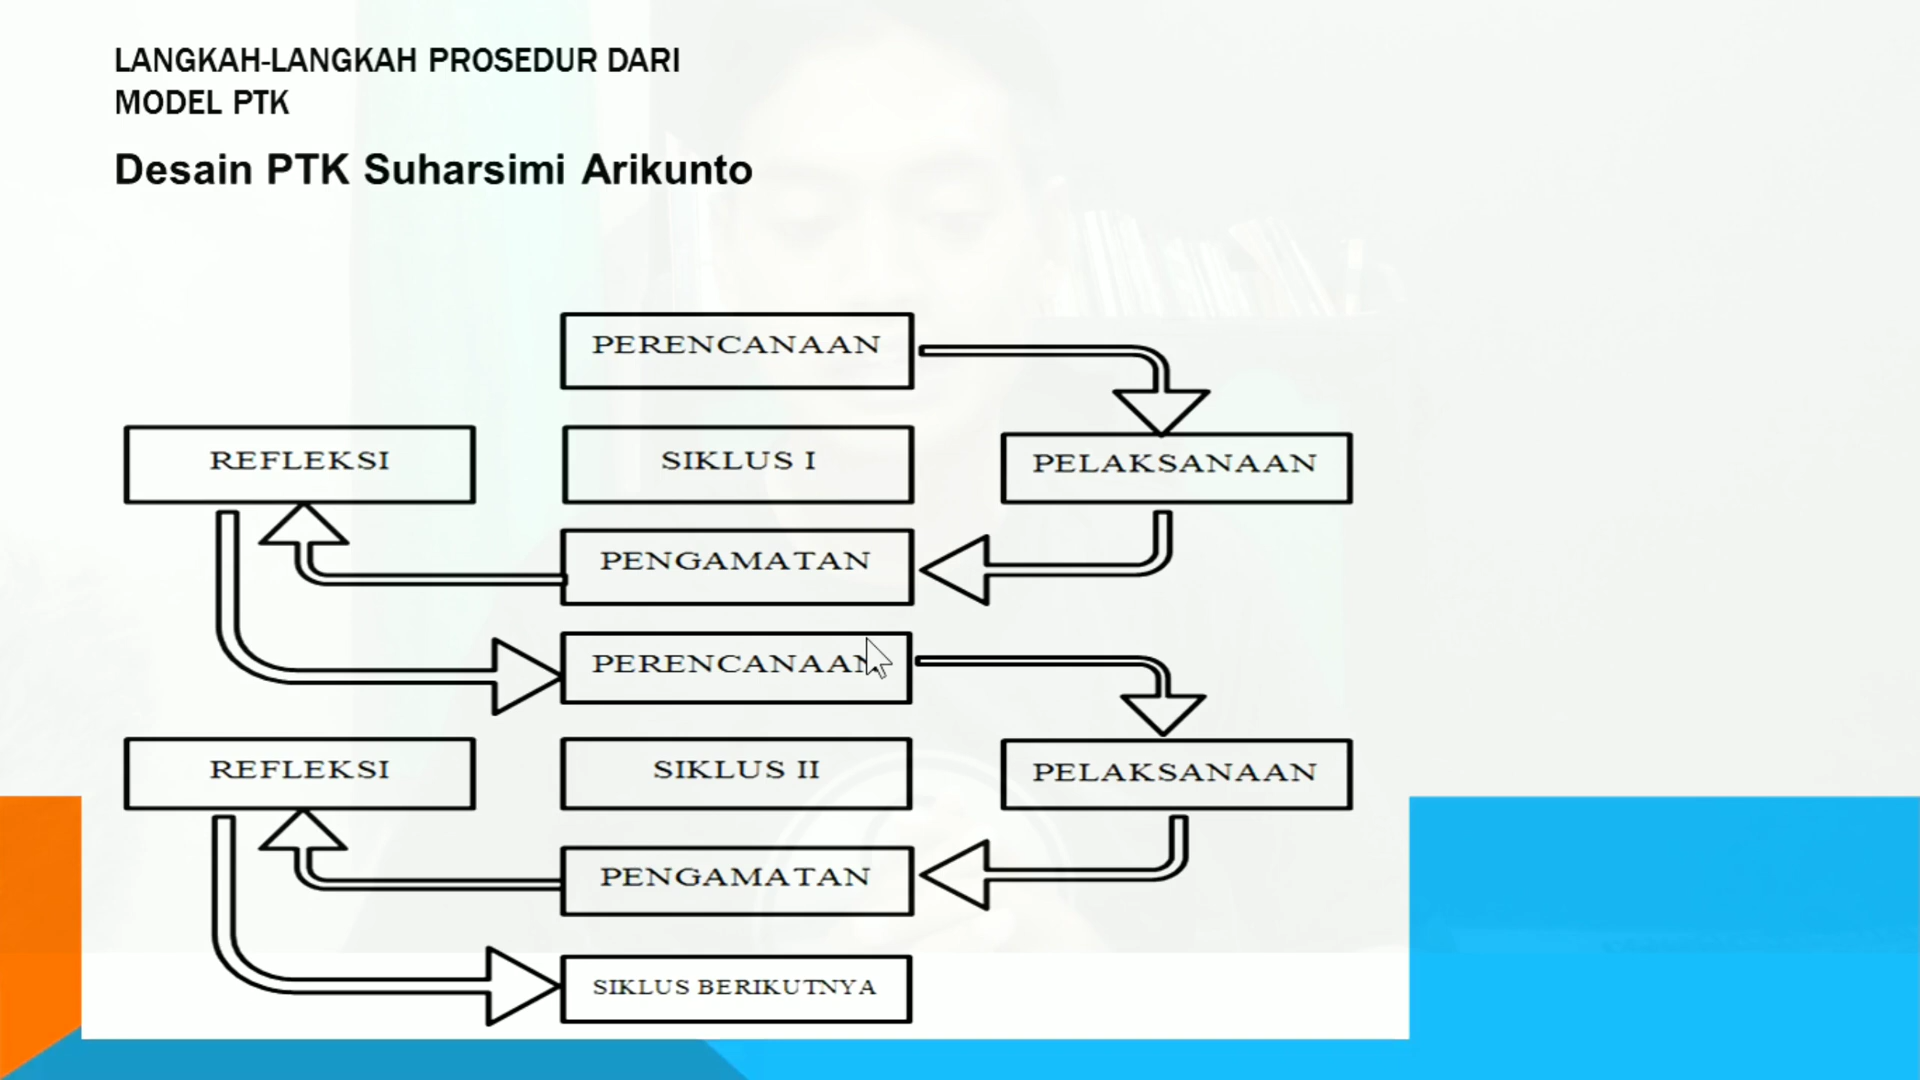 LANGKAH-LANGKAH PROSEDUR DARI
MODEL PTK
Desain PTK Suharsimi Arikunto
PERENCANAAN
REFLEKSI
SIKLUS I
PELAKSANAAN
PENGAMATAN
PERENCANAAN
REFLEKSI
SIKLUS II
PELAKSANAAN
PENGAMATAN
SIKLUS BERIKUTNYA